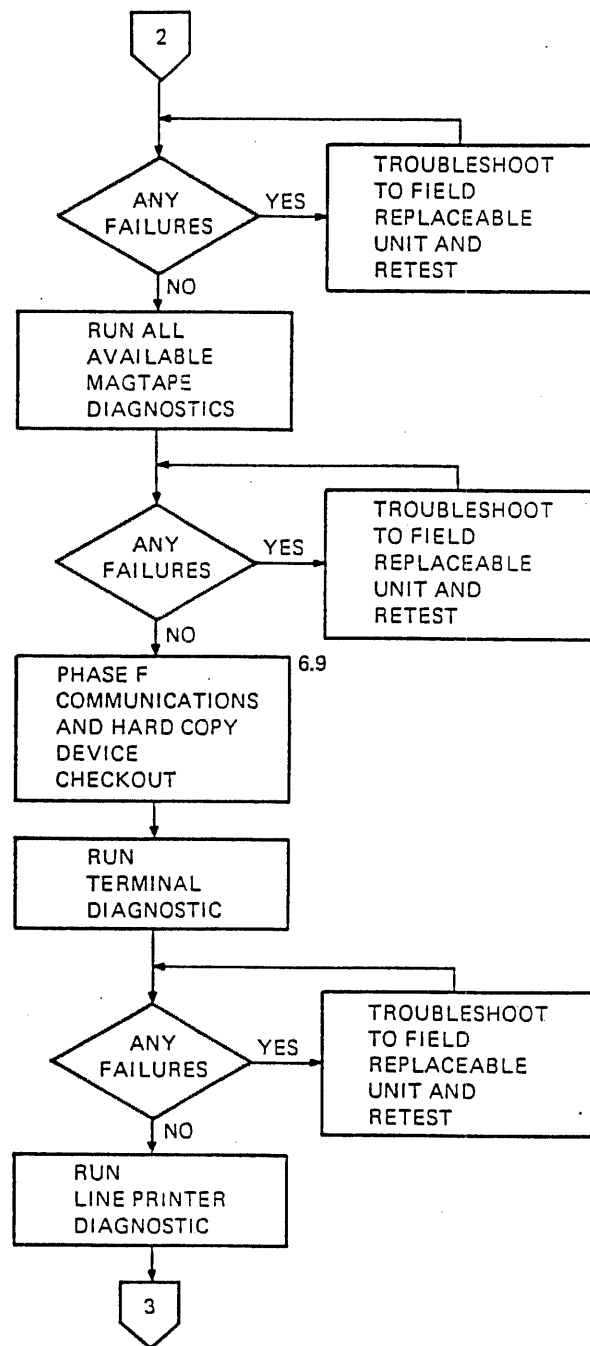 2
ANY
FAILURES
YES
TROUBLESHOOT
TO FIELD
REPLACEABLE
UNIT AND
RETEST
NO
RUN ALL
AVAILABLE
MAGTAPE
DIAGNOSTICS
ANY
FAILURES
YES
TROUBLESHOOT
TO FIELD
REPLACEABLE
UNIT AND
RETEST
NO
6.9
PHASE F
COMMUNICATIONS
AND HARD COPY
DEVICE
CHECKOUT
RUN
TERMINAL
DIAGNOSTIC
ANY
FAILURES
YES
TROUBLESHOOT
TO FIELD
REPLACEABLE
UNIT AND
RETEST
NO
RUN
LINE PRINTER
DIAGNOSTIC
3